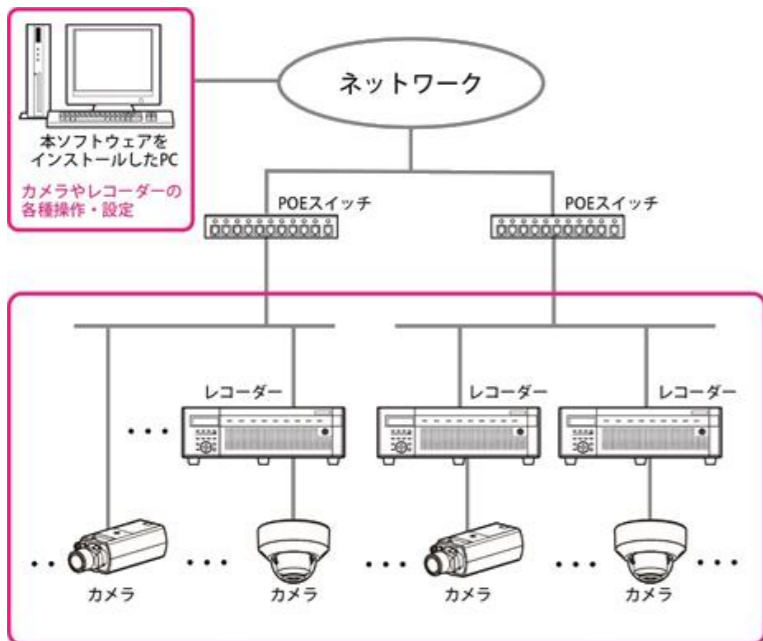 ネットワーク
本ソフトウェアを
インストールしたPC
カメラやレコーダーの
各種操作・設定
POEスイッチ
POEスイッチ
レコーダー
レコーダー
レコーダー
カメラ
カメラ
カメラ
カメラ